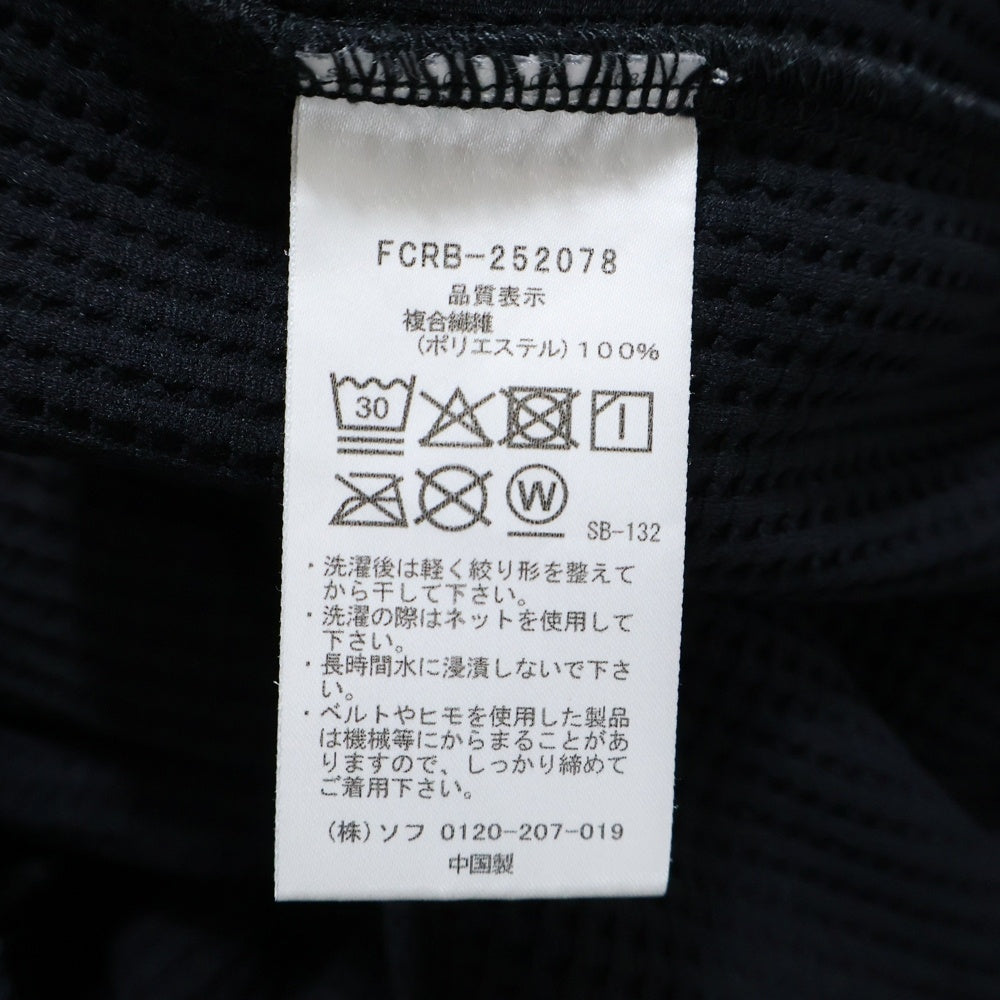 FCRB-252078
品質表示
複合繊維
(ポリエステル)100%
30
W
SB-132
・洗濯後は軽く絞り形を整えて
から干して下さい。
・洗濯の際はネットを使用して
下さい。
・長時間水に浸漬しないで下さ
い。
・ベルトやヒモを使用した製品
は機械等にからまることがあ
りますので、しっかり締めて
ご着用下さい。
(株)ソフ 0120-207-019
中国製